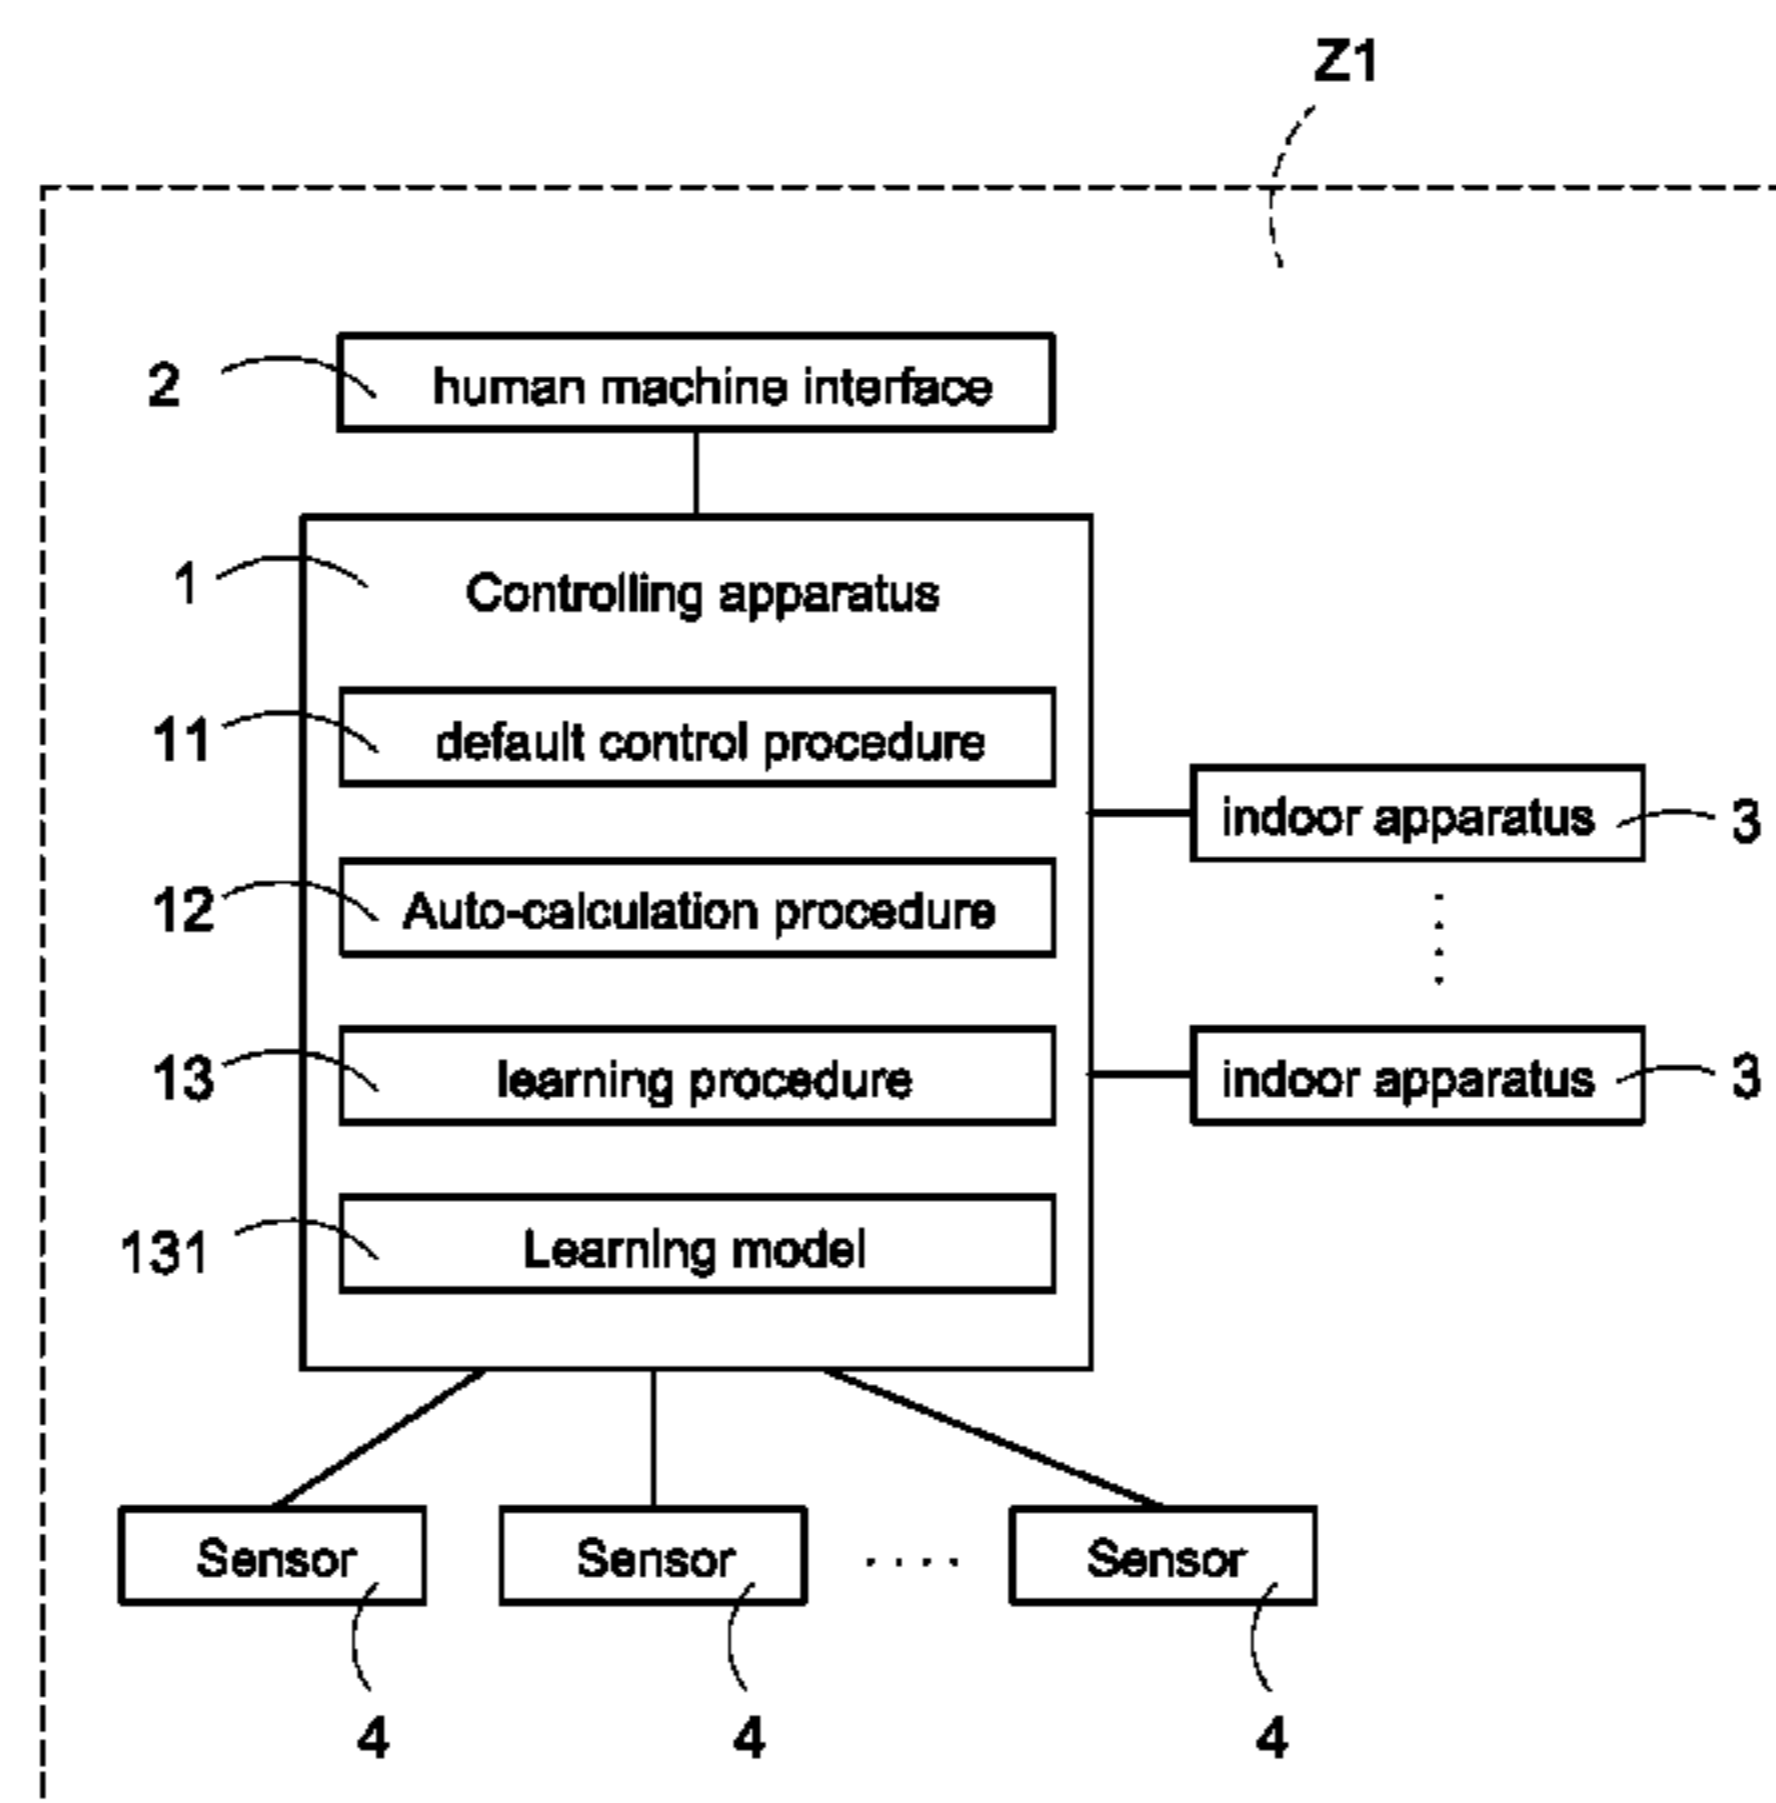 Z1
2 human machine interface
1 Controlling apparatus
11 default control procedure
indoor apparatus 3
12 Auto-calculation procedure
13 learning procedure
indoor apparatus 3
131 Learning model
Sensor Sensor Sensor
4 4 4